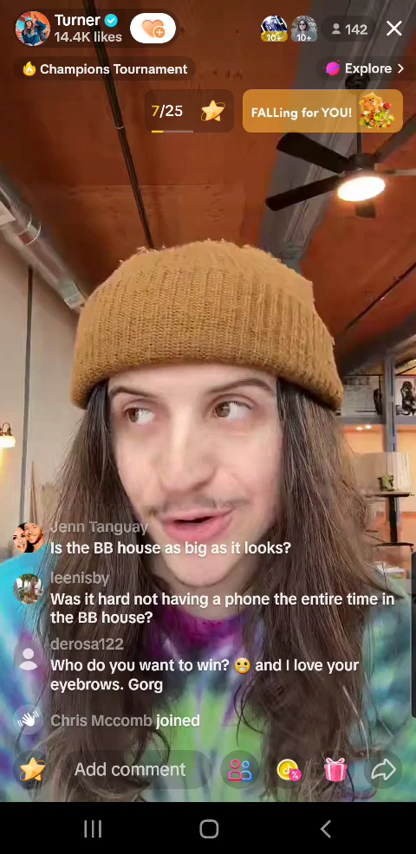 Turner
14.4K likes
10+
10+
142
Champions Tournament
Explore >
7/25
FALLing for YOU!
Jenn Tanguay
Is the BB house as big as it looks?
leenisby
Was it hard not having a phone the entire time in
the BB house?
derosa122
Who do you want to win? 😬 and I love your
eyebrows. Gorg
Chris Mccomb joined
Add comment